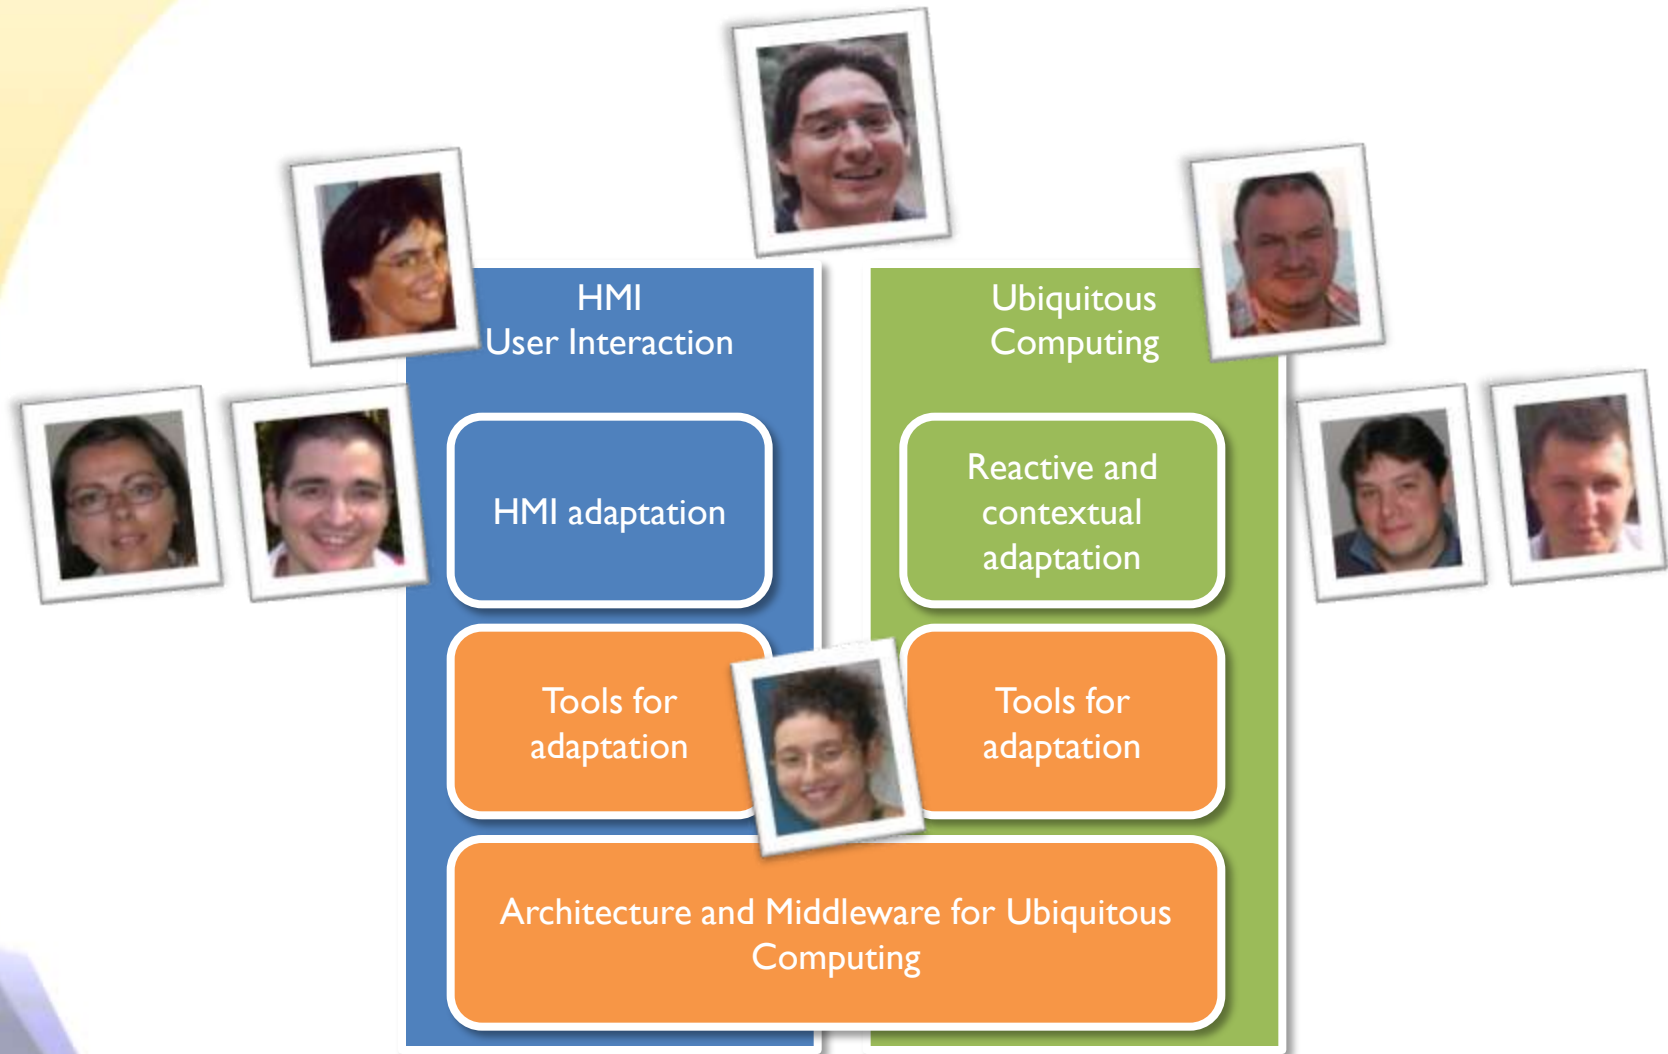 HMI
User Interaction
Ubiquitous
Computing
HMI adaptation
Reactive and
contextual
adaptation
Tools for
adaptation
Tools for
adaptation
Architecture and Middleware for Ubiquitous
Computing